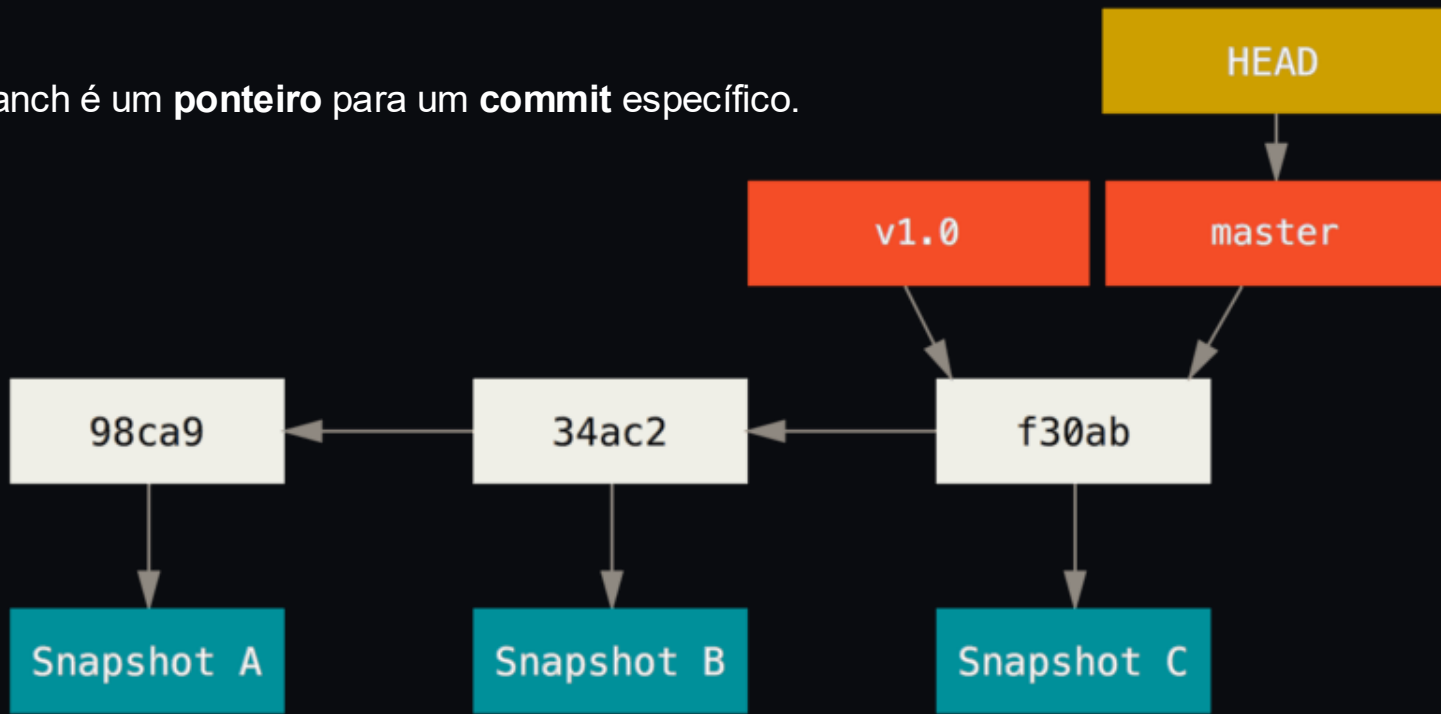 anch é um ponteiro para um commit específico.
HEAD
v1.0 master
98ca9 34ac2 f30ab
Snapshot A Snapshot B Snapshot C